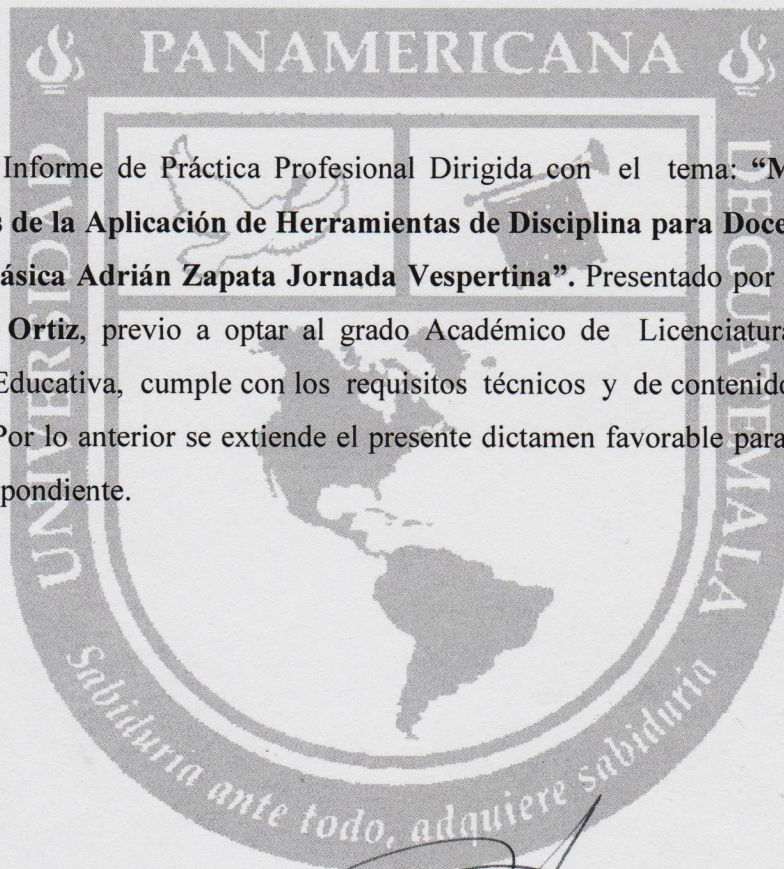 PANAMERICANA
UNIVERSIDAD
DE GUATEMALA
Informe de Práctica Profesional Dirigida con el tema: “M
s de la Aplicación de Herramientas de Disciplina para Doce
ásica Adrián Zapata Jornada Vespertina”. Presentado por
Ortiz, previo a optar al grado Académico de Licenciatura
Educativa, cumple con los requisitos técnicos y de contenido
Por lo anterior se extiende el presente dictamen favorable para
pondiente.
Sabiduría ante todo, adquiere sabiduría